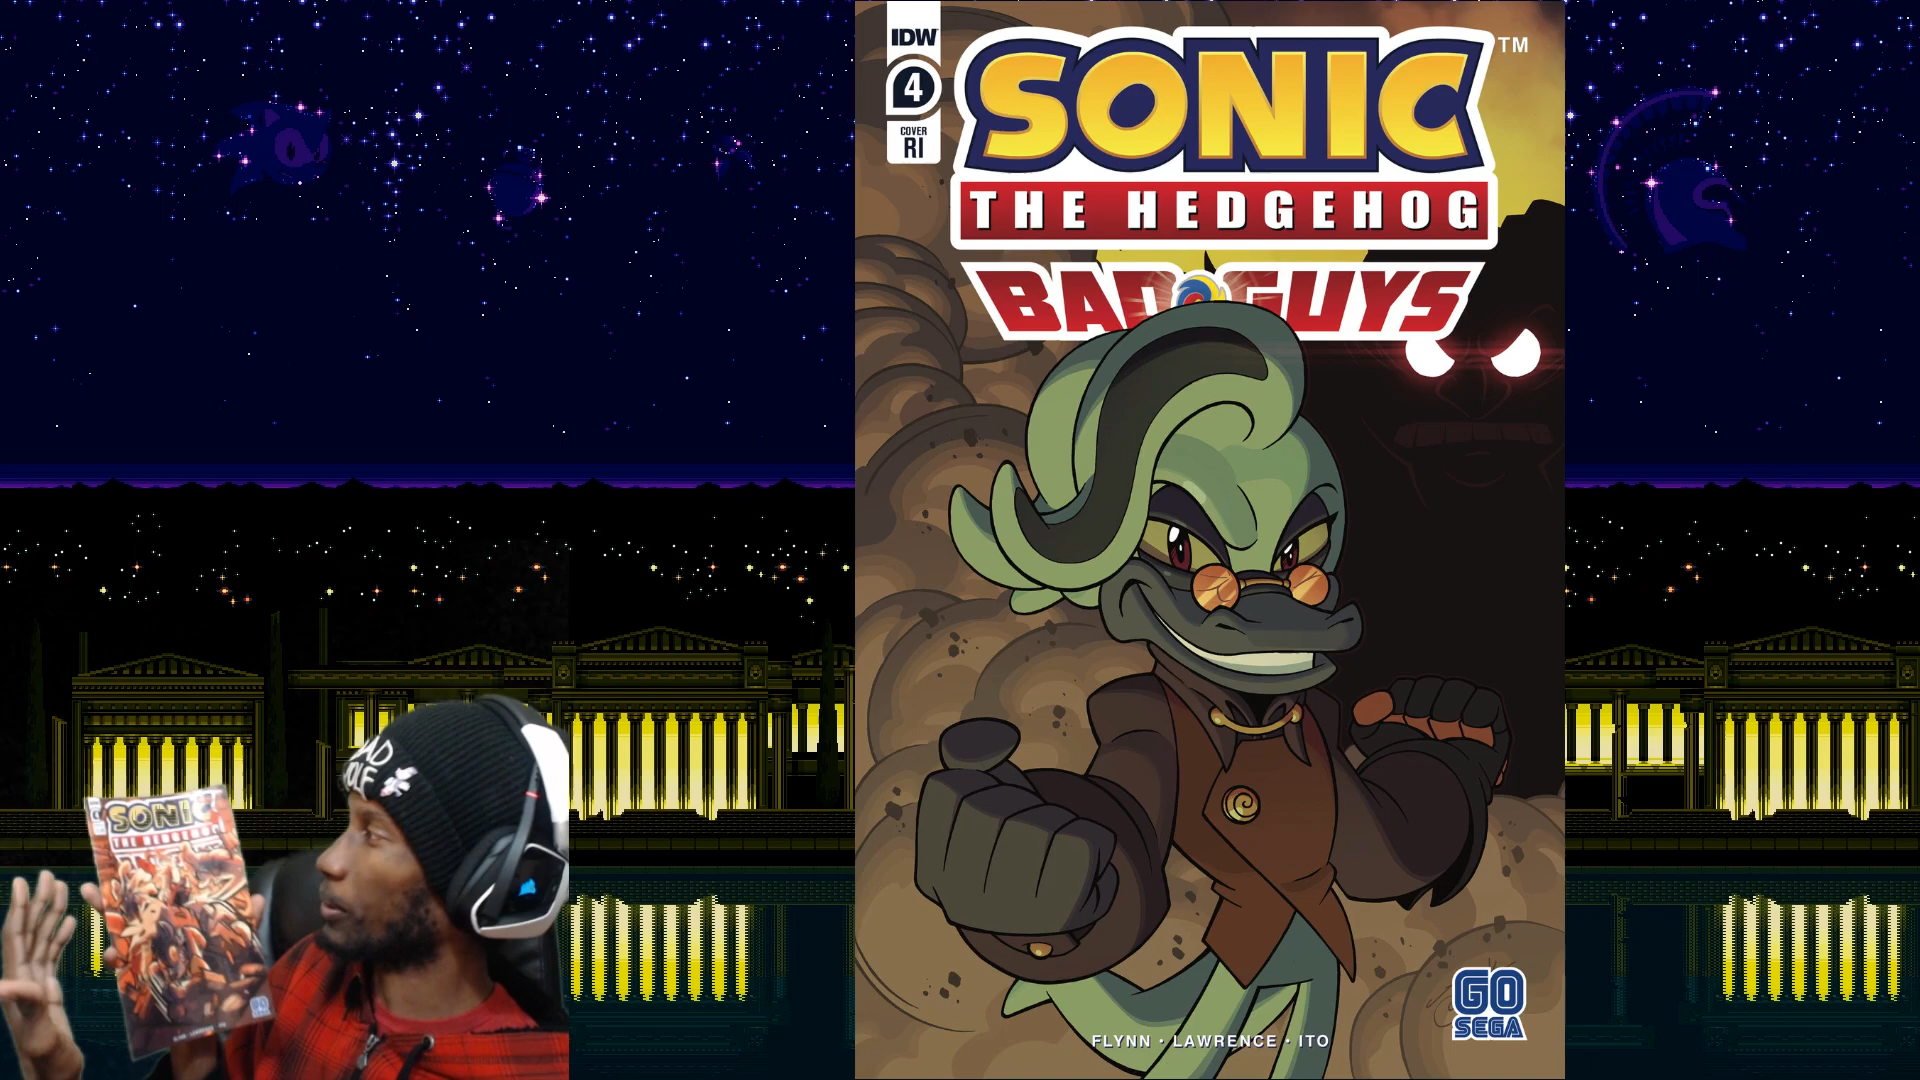 IDW
4
COVER
RI
SONIC
™
THE HEDGEHOG
BAD GUYS
GO
SEGA
FLYNN • LAWRENCE • ITO
SONIC
THE HEDGEHOG